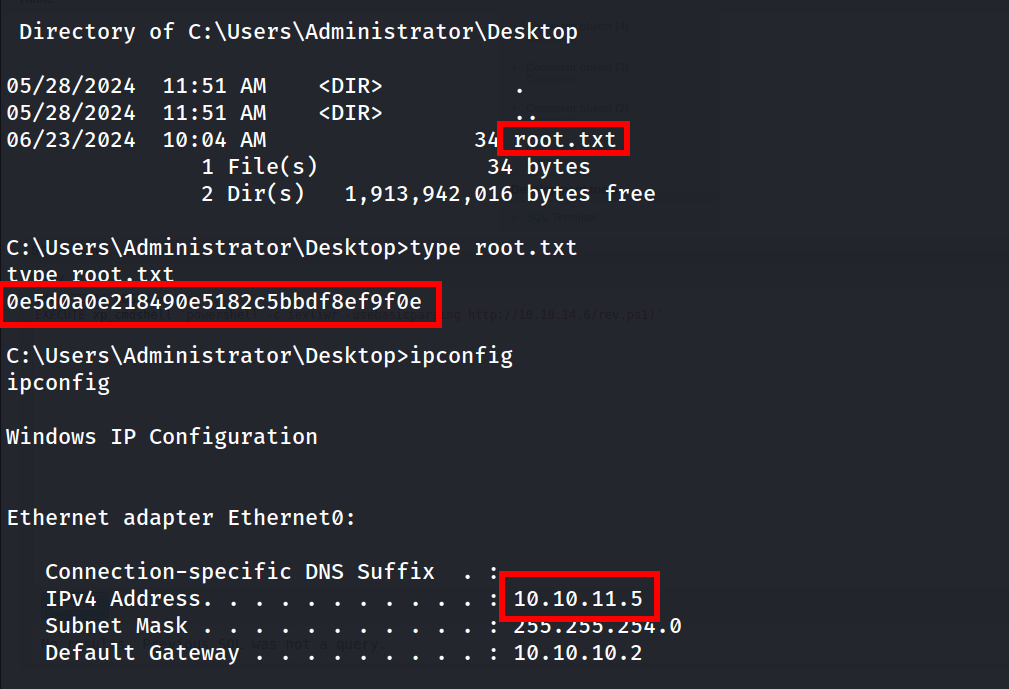 Directory of C:\Users\Administrator\Desktop
05/28/2024  11:51 AM    <DIR>          .
05/28/2024  11:51 AM    <DIR>          ..
06/23/2024  10:04 AM                34 root.txt
               1 File(s)             34 bytes
               2 Dir(s)   1,913,942,016 bytes free
C:\Users\Administrator\Desktop>type root.txt
type root.txt
0e5d0a0e218490e5182c5bbdf8ef9f0e
C:\Users\Administrator\Desktop>ipconfig
ipconfig
Windows IP Configuration
Ethernet adapter Ethernet0:
   Connection-specific DNS Suffix  . :
   IPv4 Address. . . . . . . . . . . : 10.10.11.5
   Subnet Mask . . . . . . . . . . . : 255.255.254.0
   Default Gateway . . . . . . . . . : 10.10.10.2